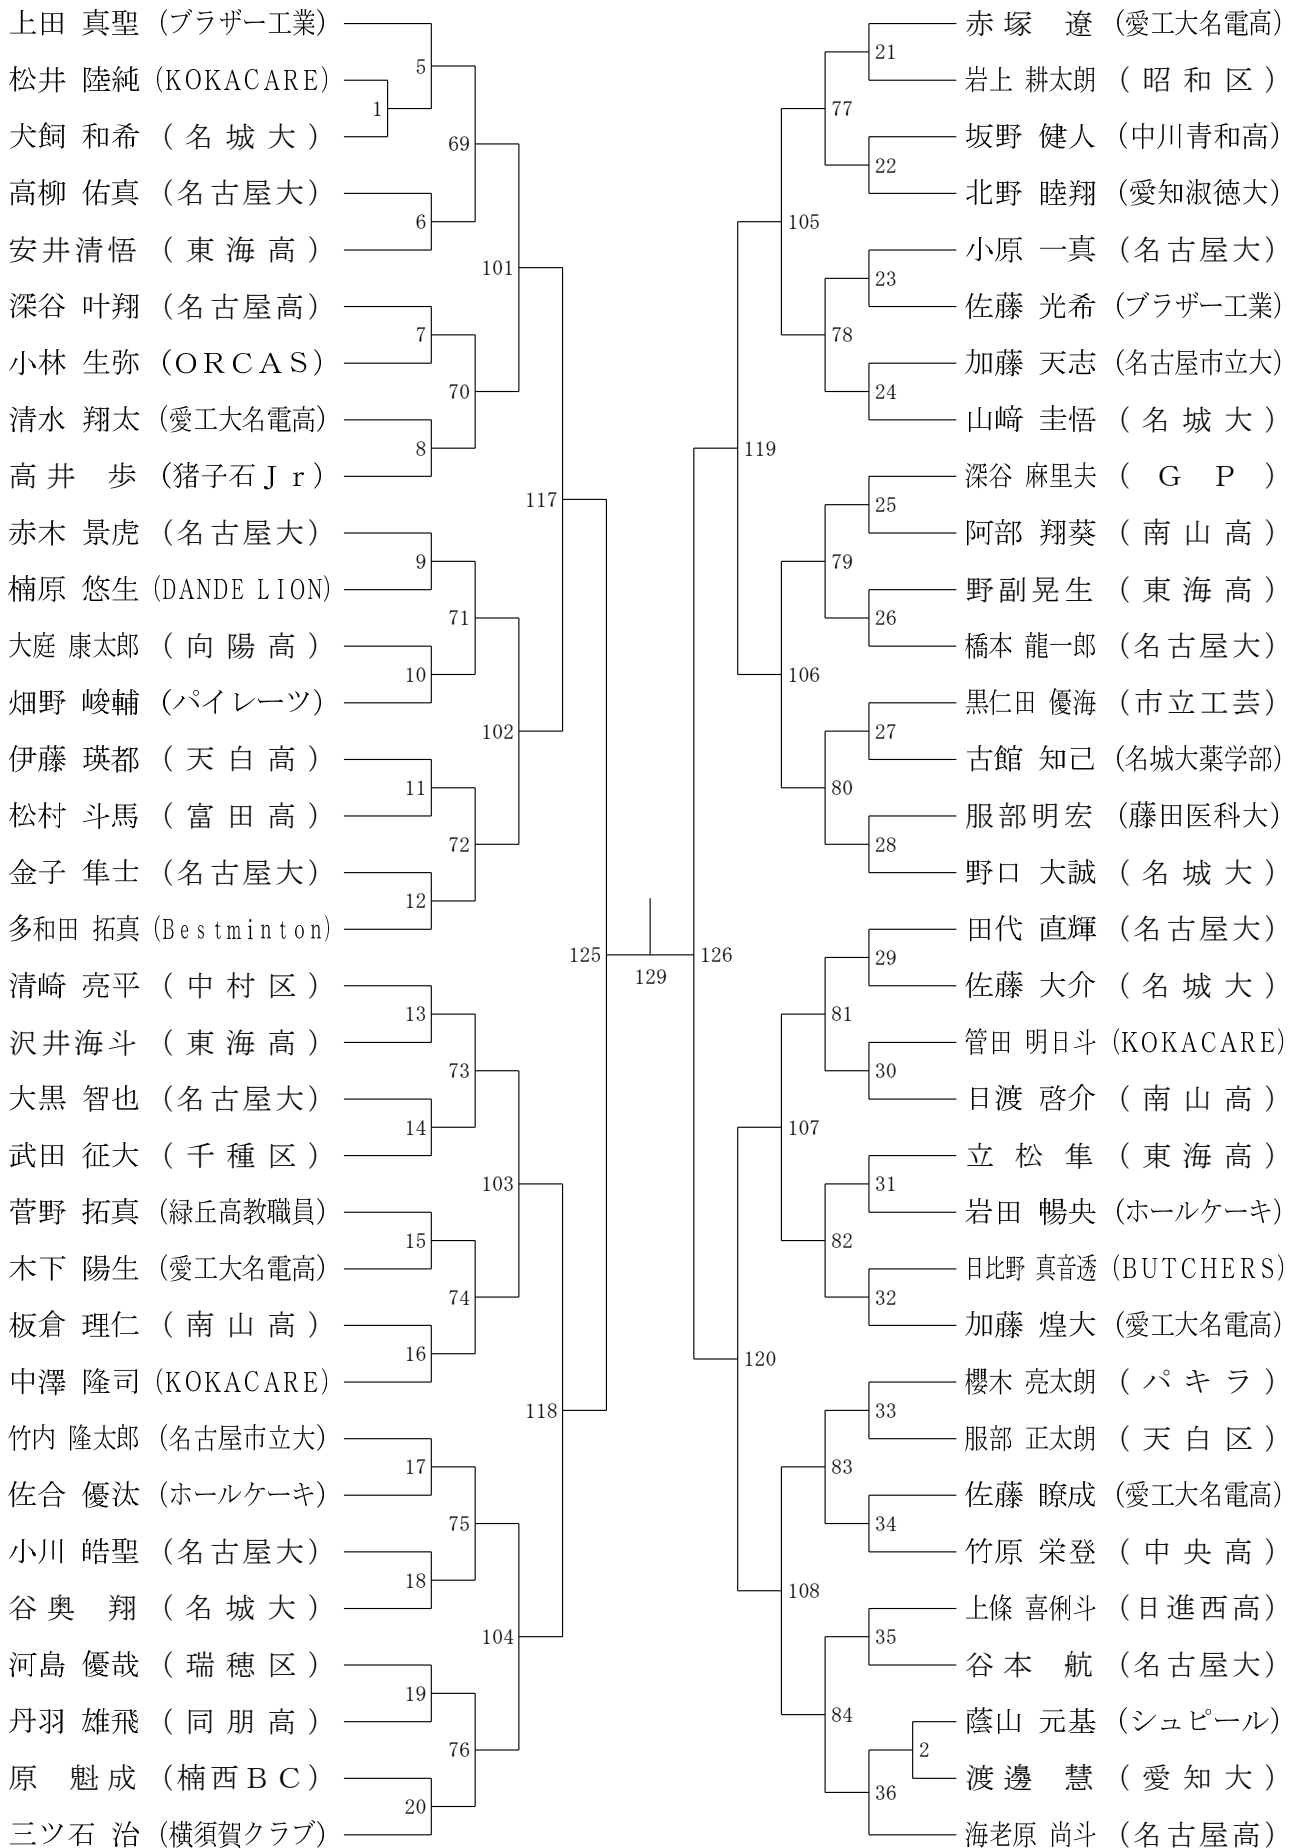 上田 真聖 (ブラザー工業)
松井 陸純 (KOKACARE)
犬飼 和希 (名城大)
高柳 佑真 (名古屋大)
安井清悟 (東海高)
深谷 叶翔 (名古屋高)
小林 生弥 (ORCAS)
清水 翔太 (愛工大名電高)
高井 歩 (猪子石Jr)
赤木 景虎 (名古屋大)
楠原 悠生 (DANDELION)
大庭 康太郎 (向陽高)
畑野 峻輔 (パイレーツ)
伊藤 瑛都 (天白高)
松村 斗馬 (富田高)
金子 隼士 (名古屋大)
多和田 拓真 (Bestminton)
清崎 亮平 (中村区)
沢井海斗 (東海高)
大黒 智也 (名古屋大)
武田 征大 (千種区)
菅野 拓真 (緑丘高教職員)
木下 陽生 (愛工大名電高)
板倉 理仁 (南山高)
中澤 隆司 (KOKACARE)
竹内 隆太郎 (名古屋市立大)
佐合 優汰 (ホールケーキ)
小川 皓聖 (名古屋大)
谷奥 翔 (名城大)
河島 優哉 (瑞穂区)
丹羽 雄飛 (同朋高)
原 魁成 (楠西BC)
三ツ石 治 (横須賀クラブ)
1
5
6
7
8
9
10
11
12
13
14
15
16
17
18
19
20
69
70
71
72
73
74
75
76
101
102
103
104
117
118
125
129
126
119
120
105
106
107
108
77
78
79
80
81
82
83
84
21
22
23
24
25
26
27
28
29
30
31
32
33
34
35
36
2
赤塚 遼 (愛工大名電高)
岩上 耕太朗 (昭和区)
坂野 健人 (中川青和高)
北野 睦翔 (愛知淑徳大)
小原 一真 (名古屋大)
佐藤 光希 (ブラザー工業)
加藤 天志 (名古屋市立大)
山﨑 圭悟 (名城大)
深谷 麻里夫 (GP)
阿部 翔葵 (南山高)
野副晃生 (東海高)
橋本 龍一郎 (名古屋大)
黒仁田 優海 (市立工芸)
古館 知己 (名城大薬学部)
服部明宏 (藤田医科大)
野口 大誠 (名城大)
田代 直輝 (名古屋大)
佐藤 大介 (名城大)
管田 明日斗 (KOKACARE)
日渡 啓介 (南山高)
立松隼 (東海高)
岩田 暢央 (ホールケーキ)
日比野 真音透 (BUTCHERS)
加藤 煌大 (愛工大名電高)
櫻木 亮太朗 (パキラ)
服部 正太朗 (天白区)
佐藤 瞭成 (愛工大名電高)
竹原 栄登 (中央高)
上條 喜俐斗 (日進西高)
谷本 航 (名古屋大)
蔭山 元基 (シュピール)
渡邊 慧 (愛知大)
海老原 尚斗 (名古屋高)